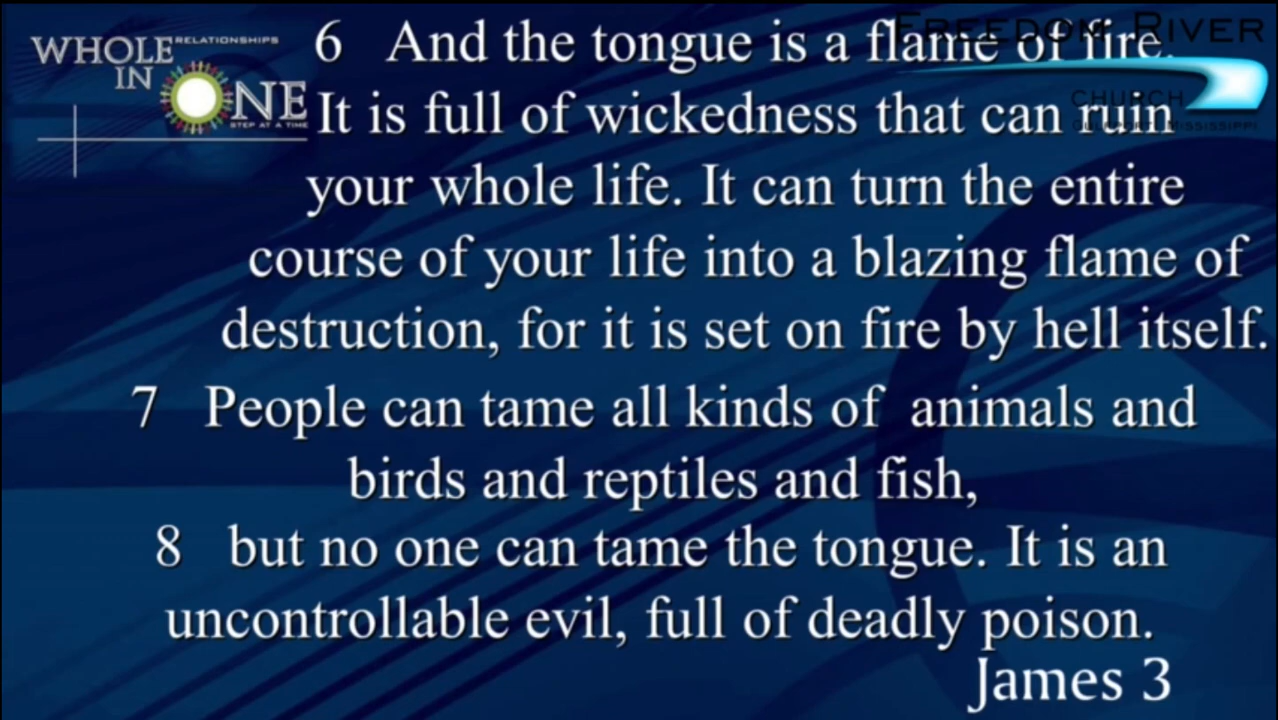 WHOLE RELATIONSHIPS
IN ONE
STEP AT A TIME
FREEDOM RIVER
CHURCH
GULFPORT, MISSISSIPPI
6 And the tongue is a flame of fire.
It is full of wickedness that can ruin
your whole life. It can turn the entire
course of your life into a blazing flame of
destruction, for it is set on fire by hell itself.
7 People can tame all kinds of animals and
birds and reptiles and fish,
8 but no one can tame the tongue. It is an
uncontrollable evil, full of deadly poison.
James 3